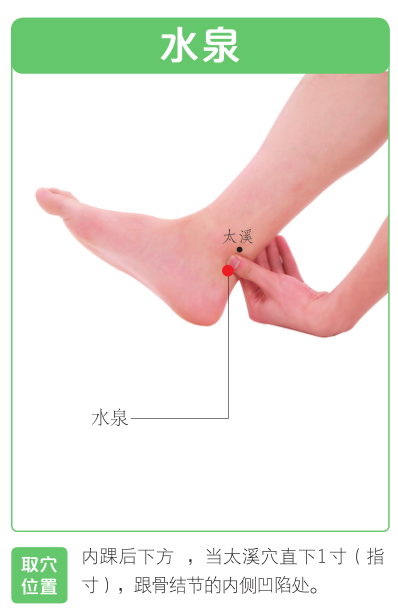 水泉
太溪
水泉
取穴
位置
内踝后下方 ，当太溪穴直下1寸（指
寸），跟骨结节的内侧凹陷处。